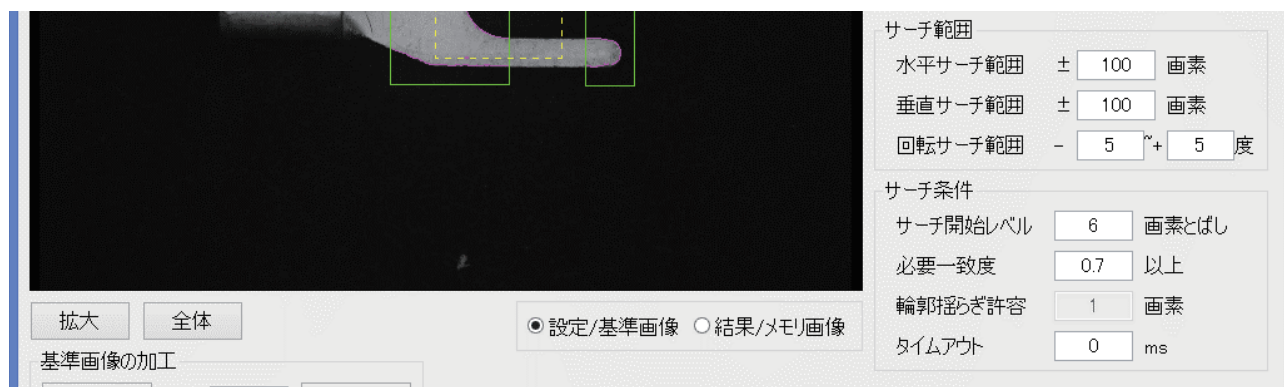 サーチ範囲
水平サーチ範囲 ± 100 画素
垂直サーチ範囲 ± 100 画素
回転サーチ範囲 - 5 ~+ 5 度
サーチ条件
サーチ開始レベル 6 画素とばし
必要一致度 0.7 以上
輪郭揺らぎ許容 1 画素
タイムアウト 0 ms
拡大 全体
設定/基準画像 結果/メモリ画像
基準画像の加工